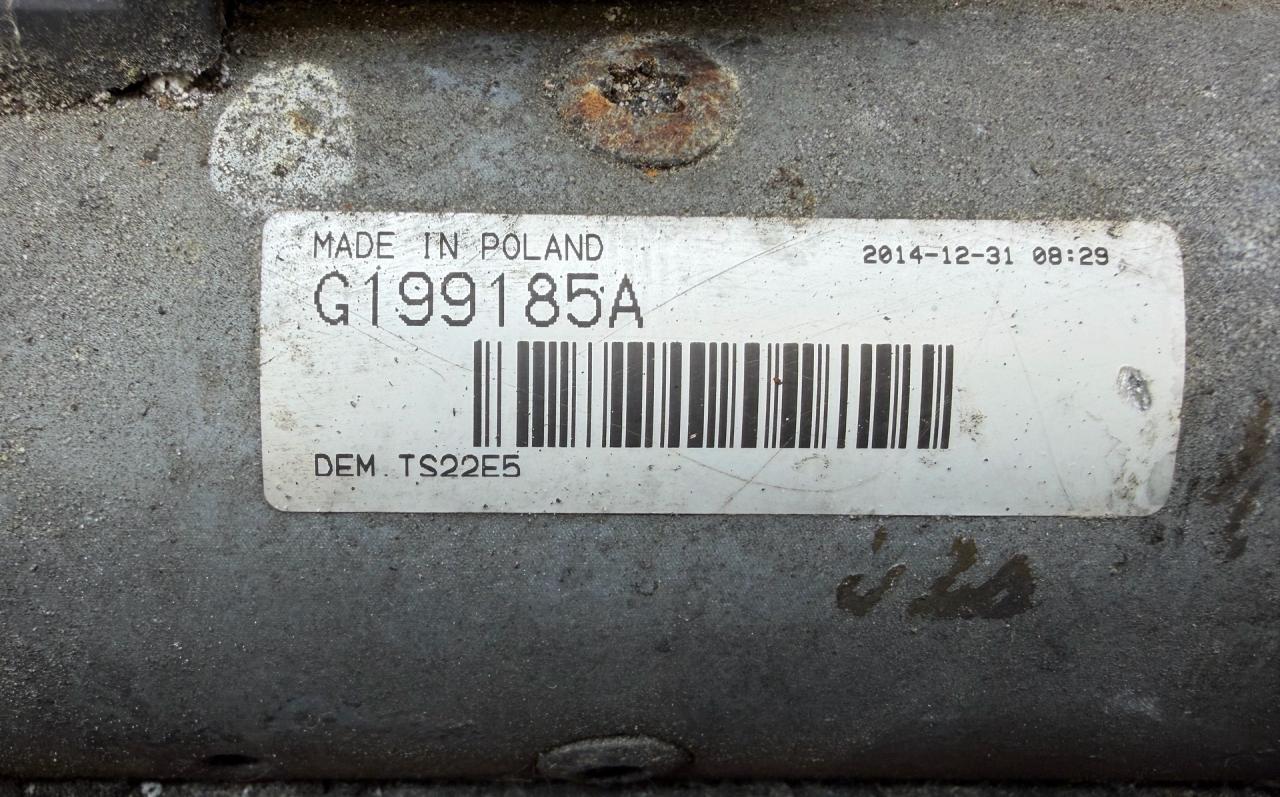 MADE IN POLAND
2014-12-31 08:29
G199185A
DEM. TS22E5